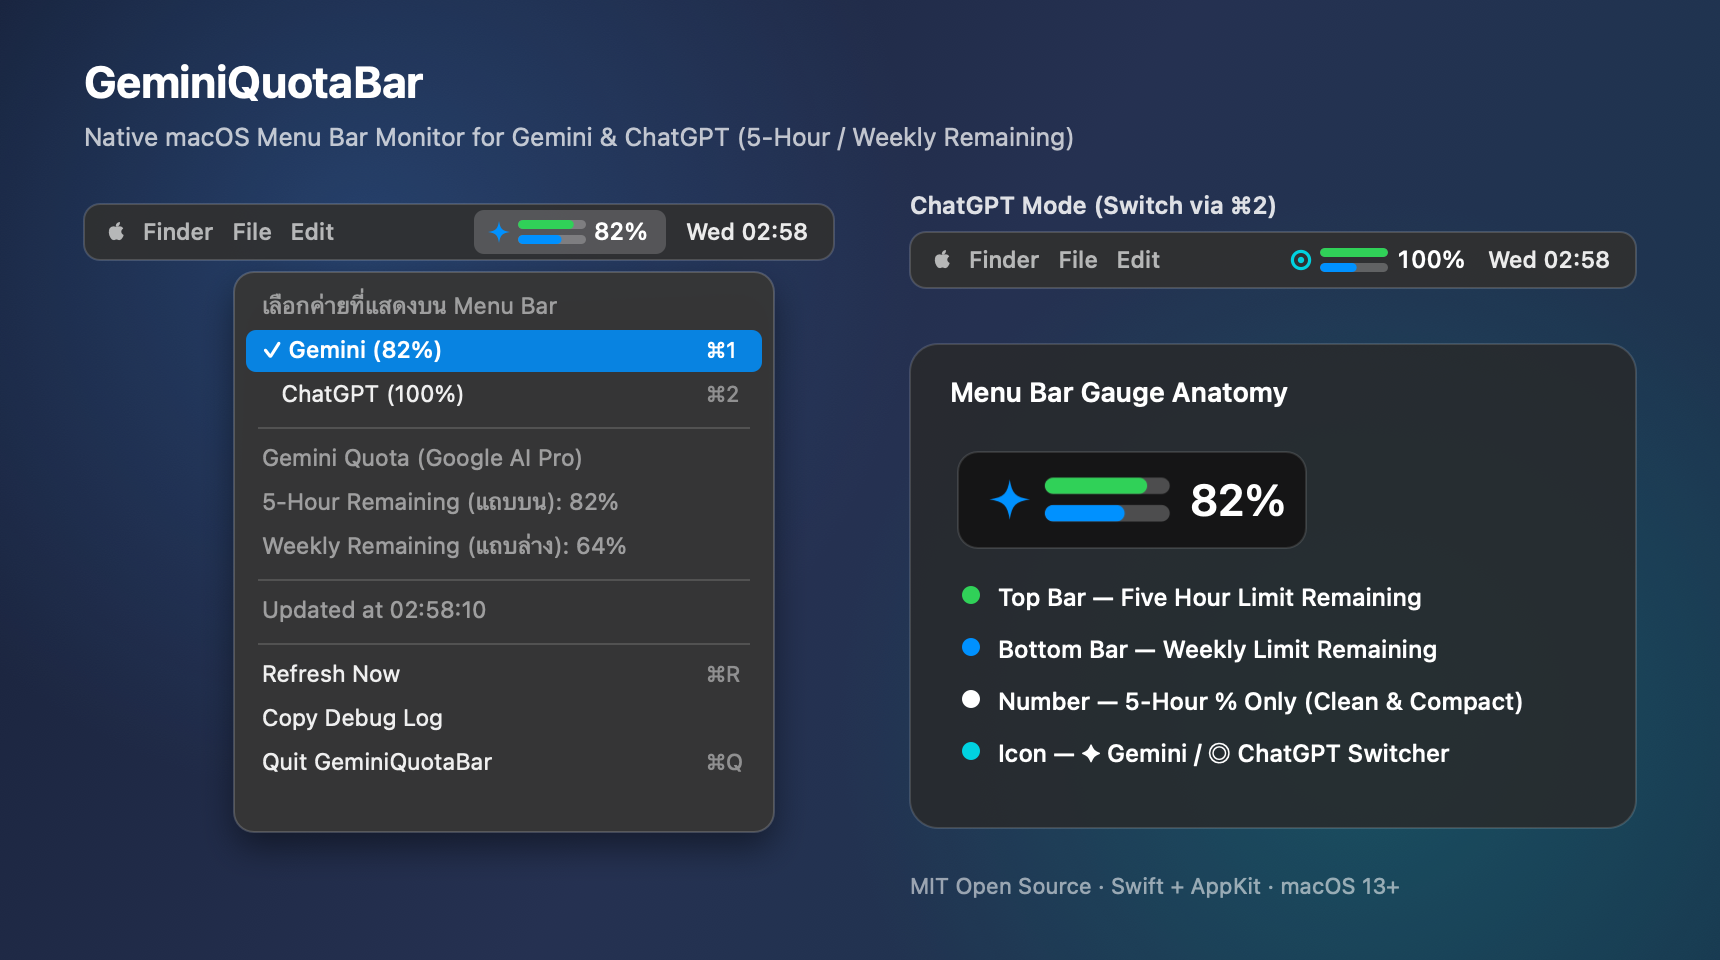 GeminiQuotaBar
Native macOS Menu Bar Monitor for Gemini & ChatGPT (5-Hour / Weekly Remaining)
Finder File Edit 82% Wed 02:58
เลือกค่ายที่แสดงบน Menu Bar
✓ Gemini (82%) ⌘1
ChatGPT (100%) ⌘2
Gemini Quota (Google AI Pro)
5-Hour Remaining (แถบบน): 82%
Weekly Remaining (แถบล่าง): 64%
Updated at 02:58:10
Refresh Now ⌘R
Copy Debug Log
Quit GeminiQuotaBar ⌘Q
ChatGPT Mode (Switch via ⌘2)
Finder File Edit 100% Wed 02:58
Menu Bar Gauge Anatomy
82%
Top Bar — Five Hour Limit Remaining
Bottom Bar — Weekly Limit Remaining
Number — 5-Hour % Only (Clean & Compact)
Icon — ✦ Gemini / ◎ ChatGPT Switcher
MIT Open Source · Swift + AppKit · macOS 13+